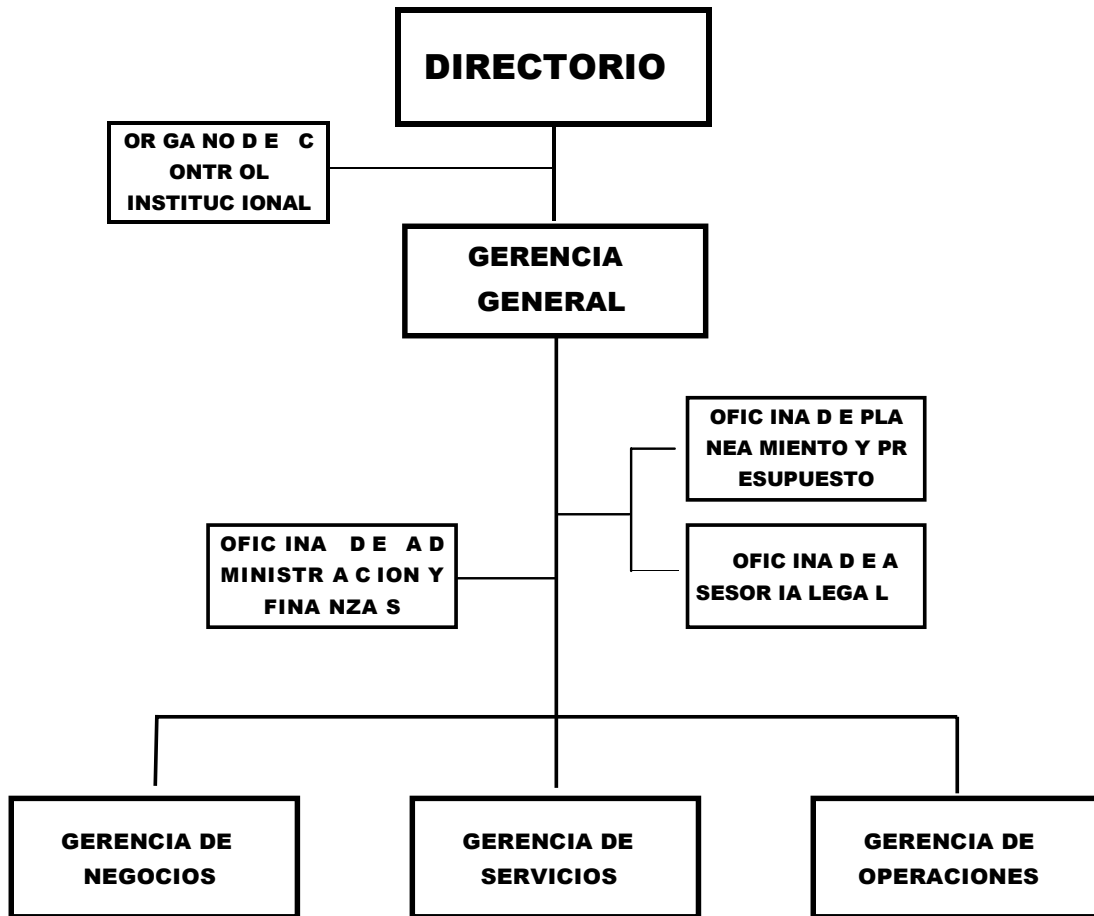 DIRECTORIO
OR GA NO D E C
ONTR OL
INSTITUC IONAL
GERENCIA
GENERAL
OFIC INA D E PLA
NEA MIENTO Y PR
ESUPUESTO
OFIC INA D E A D
MINISTR A C ION Y
FINA NZA S
OFIC INA D E A
SESOR IA LEGA L
GERENCIA DE
NEGOCIOS
GERENCIA DE
SERVICIOS
GERENCIA DE
OPERACIONES